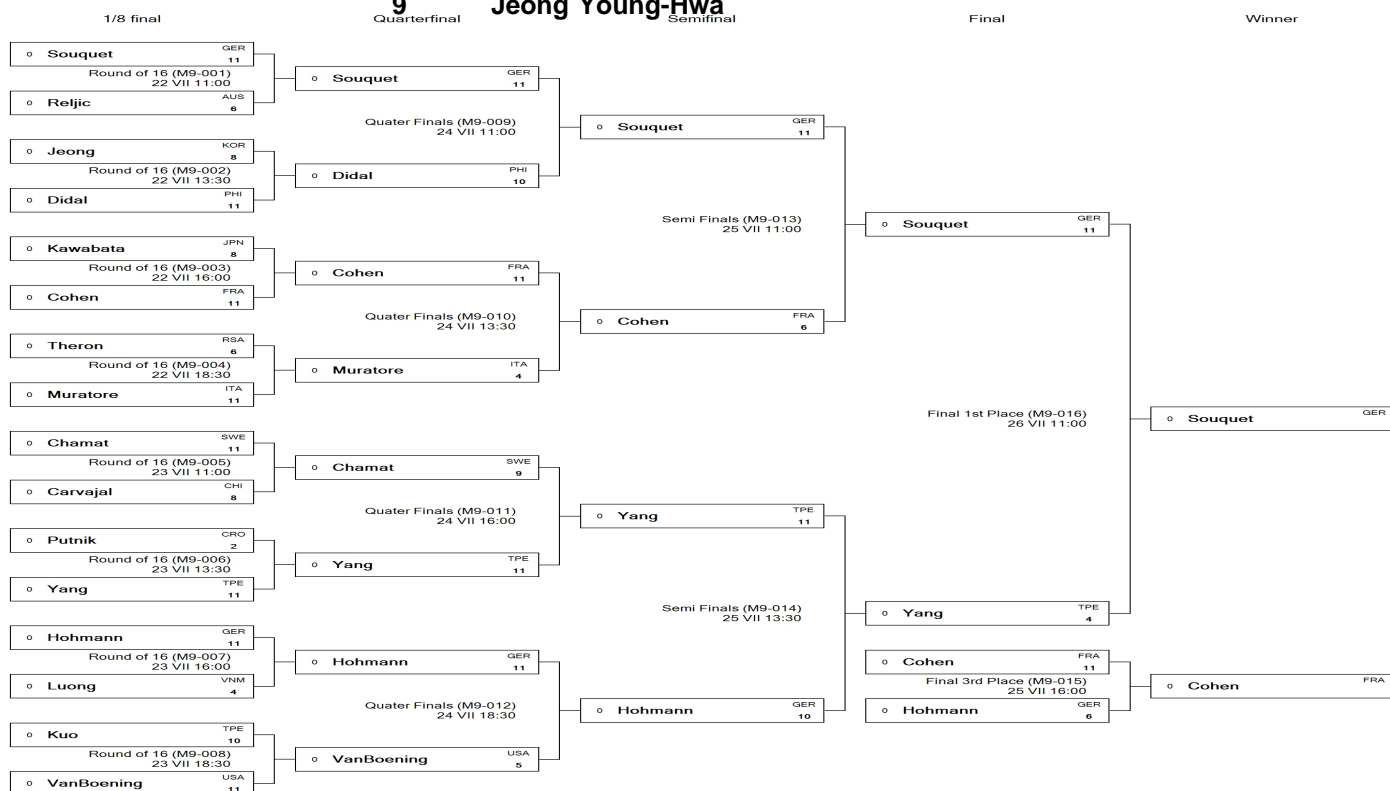 9 Jeong Young-Hwa
1/8 final Quarterfinal Semifinal Final Winner
o Souquet GER 11
Round of 16 (M9-001)
22 VII 11:00
o Reljic AUS 6
o Jeong KOR 8
Round of 16 (M9-002)
22 VII 13:30
o Didal PHI 11
o Kawabata JPN 8
Round of 16 (M9-003)
22 VII 16:00
o Cohen FRA 11
o Theron RSA 6
Round of 16 (M9-004)
22 VII 18:30
o Muratore ITA 11
o Chamat SWE 11
Round of 16 (M9-005)
23 VII 11:00
o Carvajal CHI 8
o Putnik CRO 2
Round of 16 (M9-006)
23 VII 13:30
o Yang TPE 11
o Hohmann GER 11
Round of 16 (M9-007)
23 VII 16:00
o Luong VNM 4
o Kuo TPE 10
Round of 16 (M9-008)
23 VII 18:30
o VanBoening USA 11
o Souquet GER 11
Quater Finals (M9-009)
24 VII 11:00
o Didal PHI 10
o Cohen FRA 11
Quater Finals (M9-010)
24 VII 13:30
o Muratore ITA 4
o Chamat SWE 9
Quater Finals (M9-011)
24 VII 16:00
o Yang TPE 11
o Hohmann GER 11
Quater Finals (M9-012)
24 VII 18:30
o VanBoening USA 5
o Souquet GER 11
Semi Finals (M9-013)
25 VII 11:00
o Cohen FRA 6
o Yang TPE 11
Semi Finals (M9-014)
25 VII 13:30
o Hohmann GER 10
o Souquet GER 11
Final 1st Place (M9-016)
26 VII 11:00
o Yang TPE 4
o Cohen FRA 11
Final 3rd Place (M9-015)
25 VII 16:00
o Hohmann GER 6
o Souquet GER
o Cohen FRA